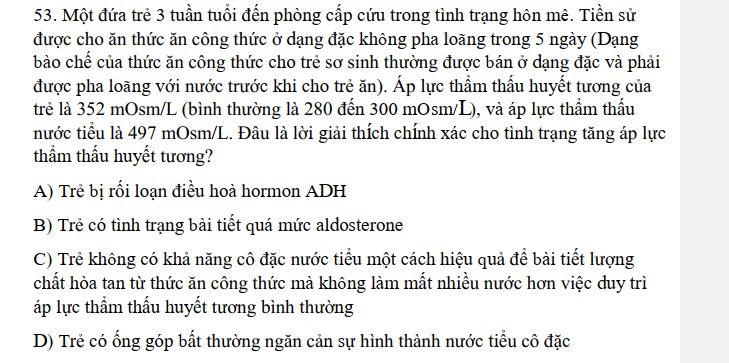 53. Một đứa trẻ 3 tuần tuổi đến phòng cấp cứu trong tình trạng hôn mê. Tiền sử
được cho ăn thức ăn công thức ở dạng đặc không pha loãng trong 5 ngày (Dạng
bào chế của thức ăn công thức cho trẻ sơ sinh thường được bán ở dạng đặc và phải
được pha loãng với nước trước khi cho trẻ ăn). Áp lực thẩm thấu huyết tương của
trẻ là 352 mOsm/L (bình thường là 280 đến 300 mOsm/L), và áp lực thẩm thấu
nước tiểu là 497 mOsm/L. Đâu là lời giải thích chính xác cho tình trạng tăng áp lực
thẩm thấu huyết tương?
A) Trẻ bị rối loạn điều hoà hormon ADH
B) Trẻ có tình trạng bài tiết quá mức aldosterone
C) Trẻ không có khả năng cô đặc nước tiểu một cách hiệu quả để bài tiết lượng
chất hòa tan từ thức ăn công thức mà không làm mất nhiều nước hơn việc duy trì
áp lực thẩm thấu huyết tương bình thường
D) Trẻ có ống góp bất thường ngăn cản sự hình thành nước tiểu cô đặc